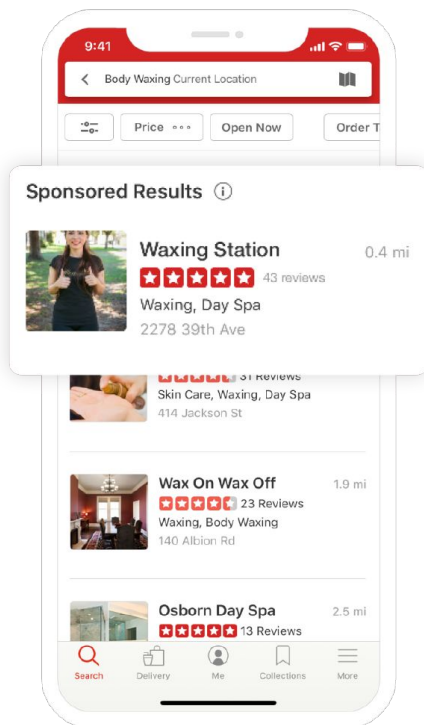 9:41
Body Waxing Current Location
Price
Open Now
Order T
Sponsored Results
Waxing Station
0.4 mi
43 reviews
Waxing, Day Spa
2278 39th Ave
31 Reviews
Skin Care, Waxing, Day Spa
414 Jackson St
Wax On Wax Off
1.9 mi
23 Reviews
Waxing, Body Waxing
140 Albion Rd
Osborn Day Spa
2.5 mi
13 Reviews
Search
Delivery
Me
Collections
More